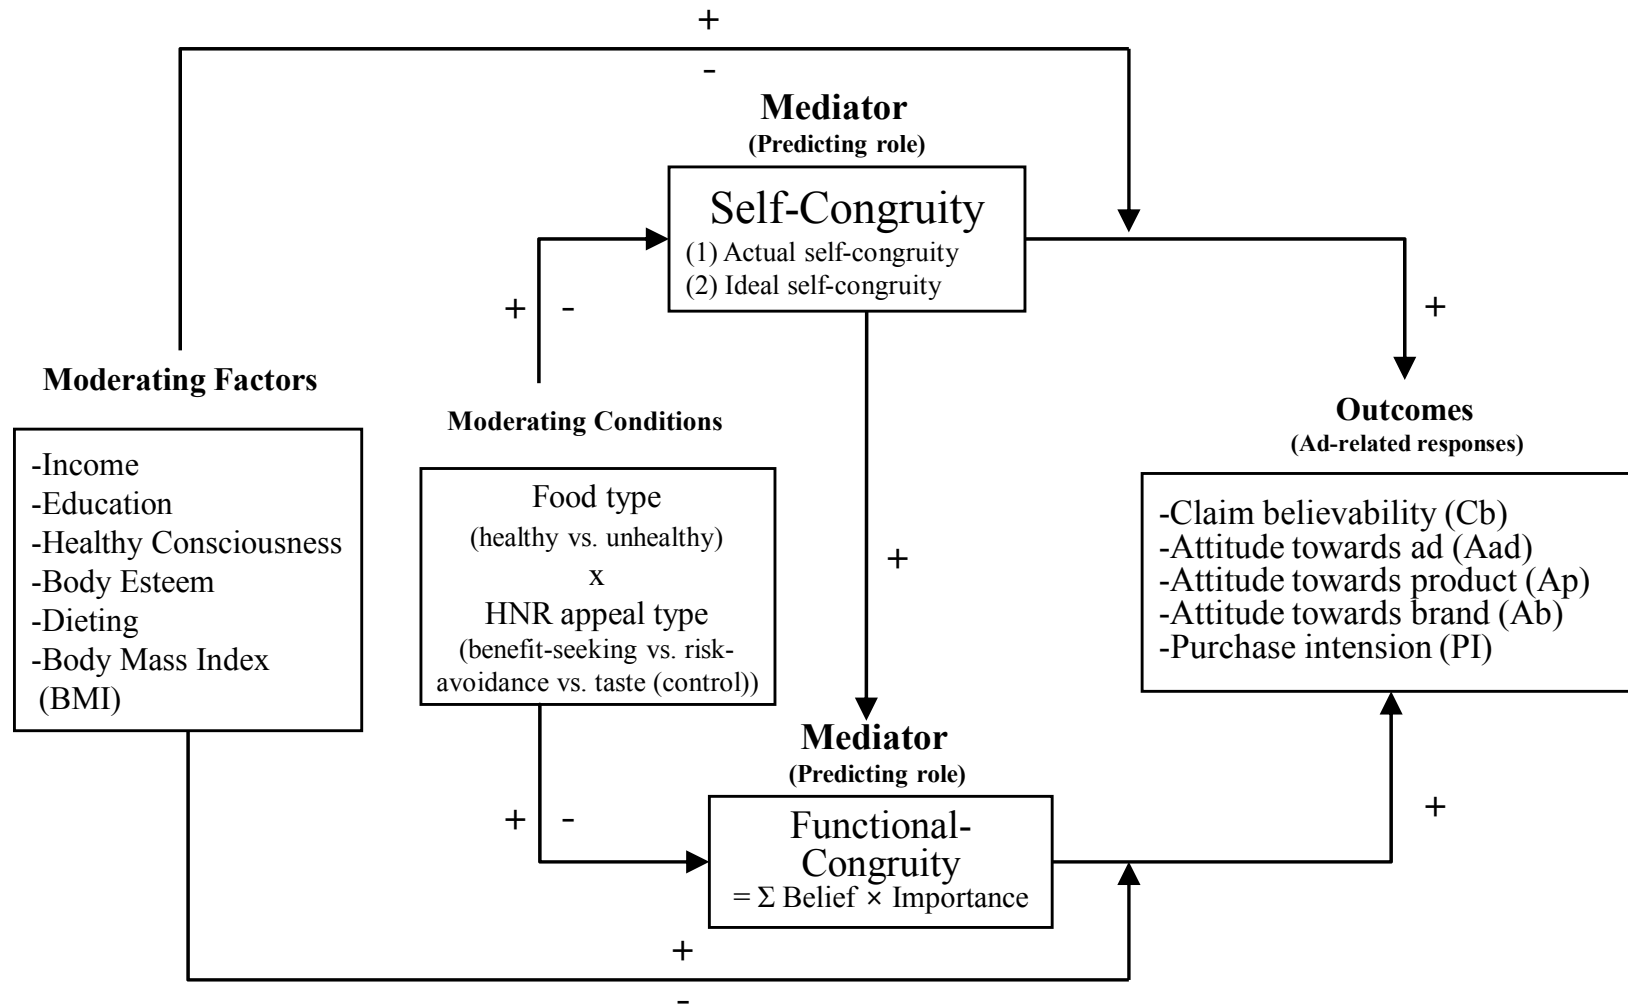 +
-
Mediator
(Predicting role)
Self-Congruity
(1) Actual self-congruity
(2) Ideal self-congruity
+ -
+
Moderating Factors
-Income
-Education
-Healthy Consciousness
-Body Esteem
-Dieting
-Body Mass Index
(BMI)
Moderating Conditions
Food type
(healthy vs. unhealthy)
x
HNR appeal type
(benefit-seeking vs. risk-
avoidance vs. taste (control))
+
Outcomes
(Ad-related responses)
-Claim believability (Cb)
-Attitude towards ad (Aad)
-Attitude towards product (Ap)
-Attitude towards brand (Ab)
-Purchase intension (PI)
Mediator
(Predicting role)
+ -
Functional-
Congruity
= Σ Belief × Importance
+
+
-